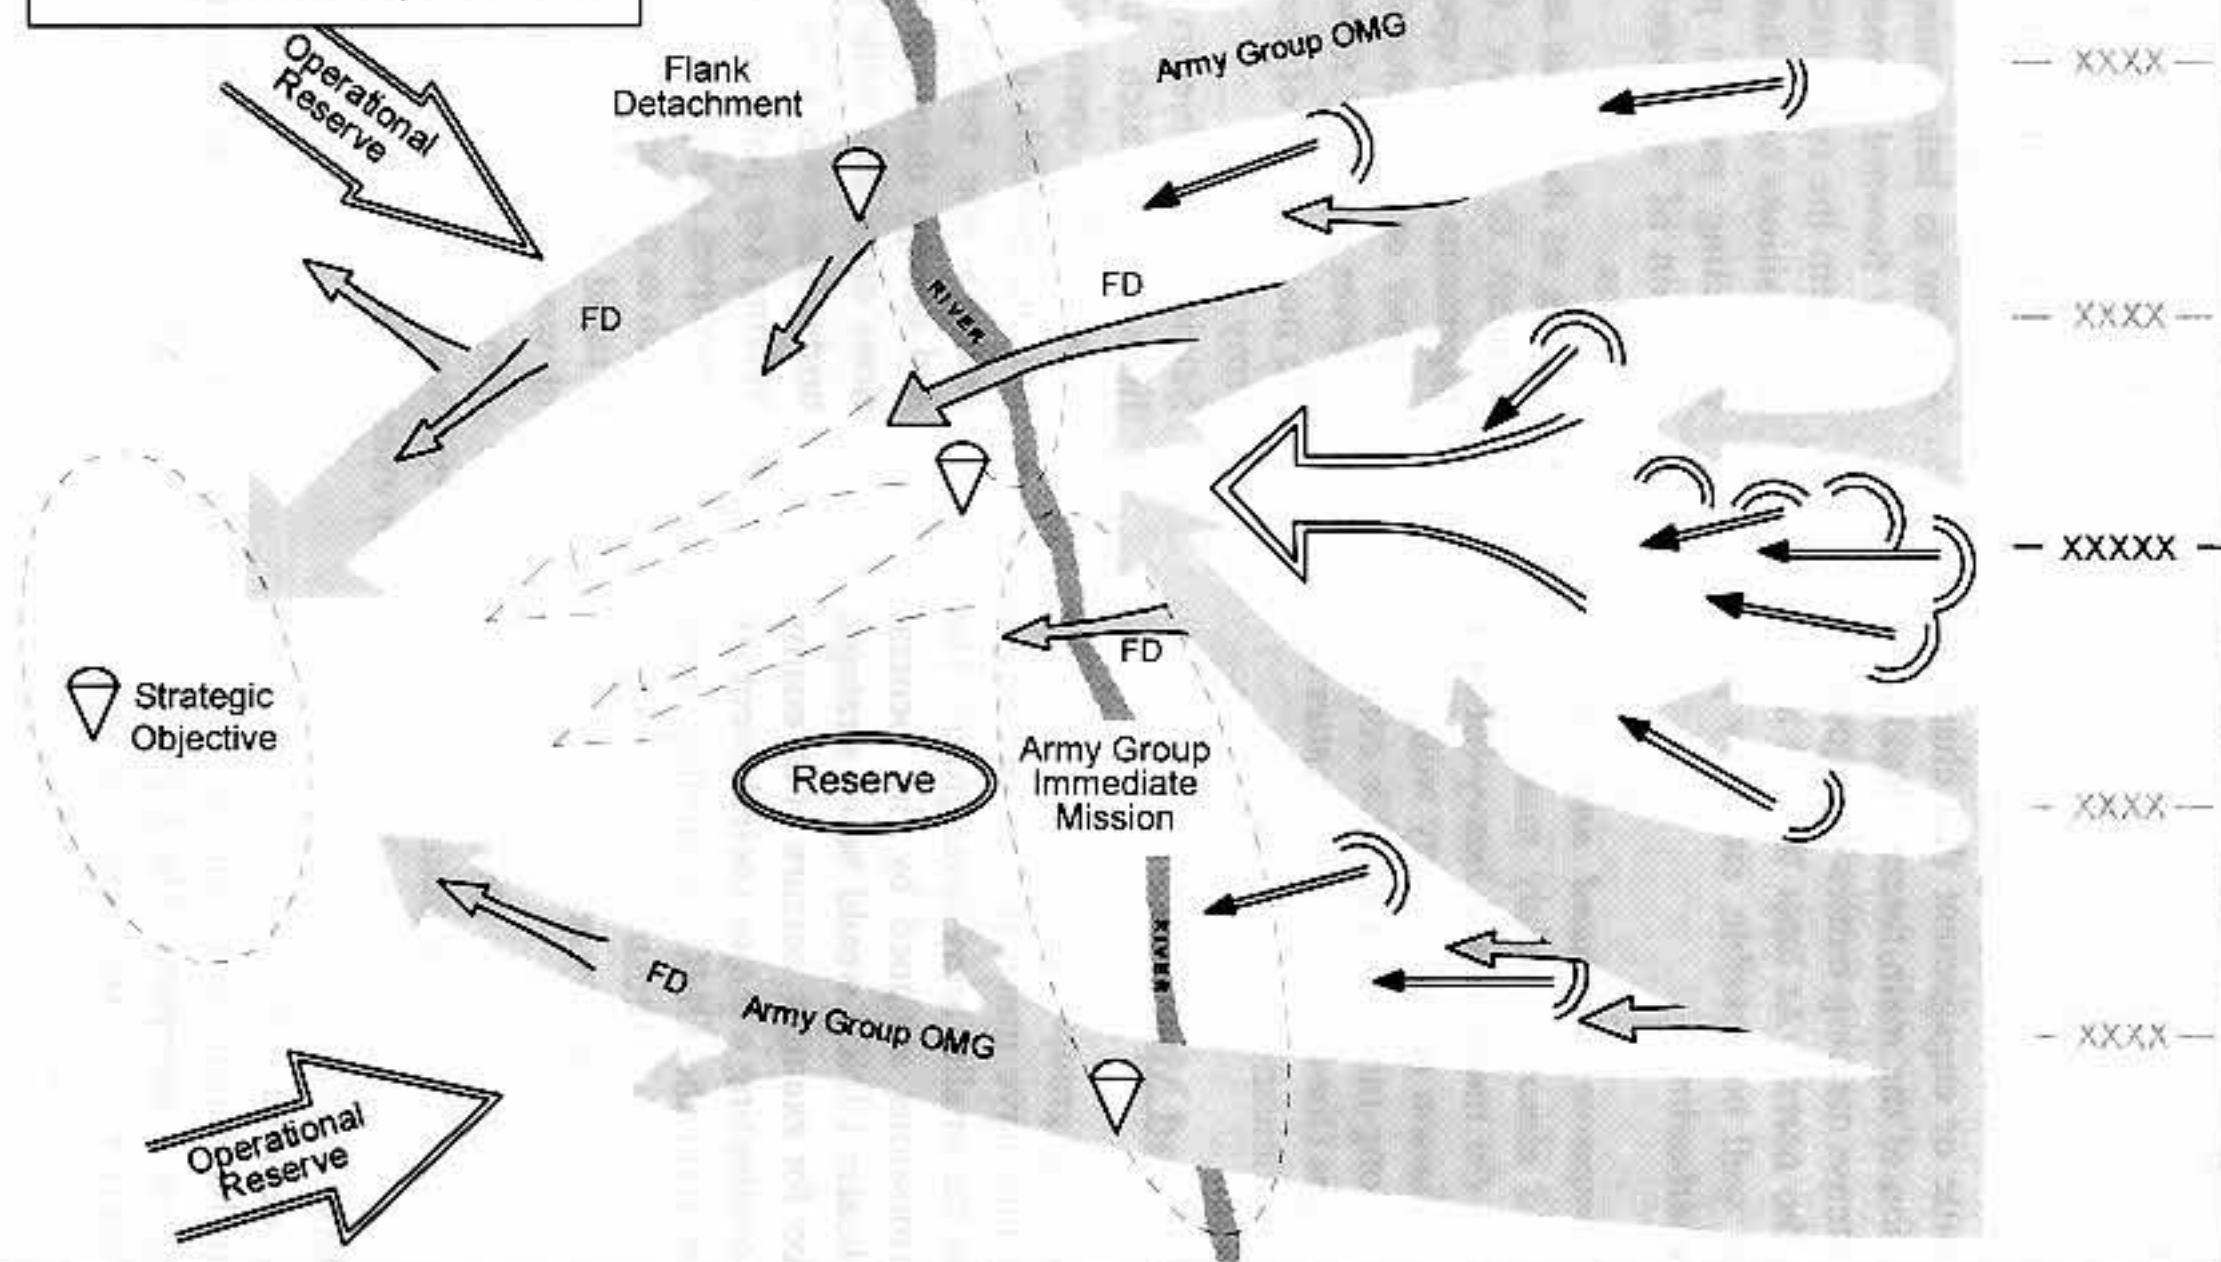 Operational
Reserve
Flank
Detachment
Army Group OMG
XXXX
FD
FD
RIVER
XXXX
XXXXX
FD
Strategic
Objective
Reserve
Army Group
Immediate
Mission
XXXX
RIVER
FD
Army Group OMG
XXXX
Operational
Reserve